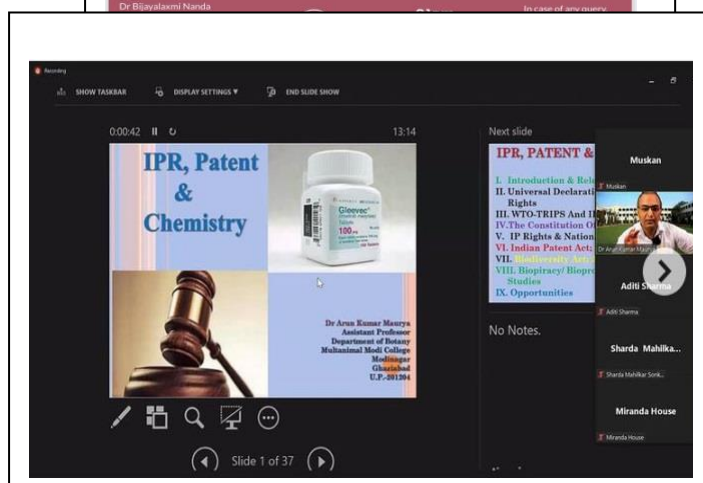 Dr Bijayalaxmi Nanda
In case of any query,
Recording
SHOW TASKBAR
DISPLAY SETTINGS ▼
END SLIDE SHOW
0:00:42
13:14
IPR, Patent
&
Chemistry
Gleevec
Tablets
100 mg
Dr Arun Kumar Maurya
Assistant Professor
Department of Botany
Multanimal Modi College
Modinagar
Ghaziabad
U.P.-201204
Slide 1 of 37
Next slide
IPR, PATENT &
I. Introduction &
II. Universal Declarati
Rights
III. WTO-TRIPS And
IV.The Constitution O
V. IP Rights & Nation
VI. Indian Patent Act;
VII. Biodiversity Act;
VIII. Biopiracy/ Biopro
Studies
IX. Opportunities
No Notes.
Muskan
Muskan
Dr Arun Kumar Maurya
Aditi Sharma
Aditi Sharma
Sharda Mahilka...
Sharda Mahilkar Sonk...
Miranda House
Miranda House